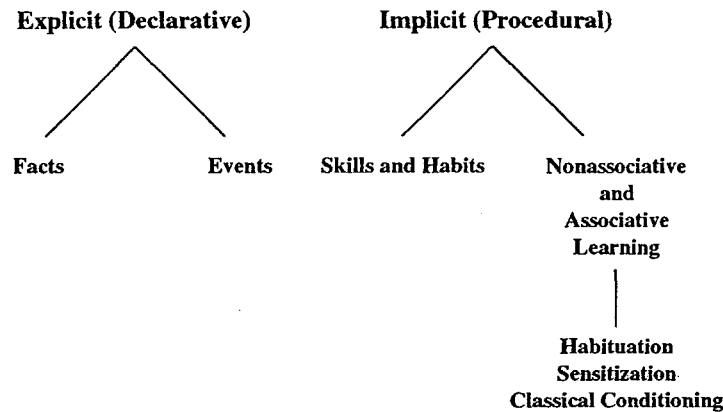 Explicit (Declarative)
Implicit (Procedural)
Facts
Events
Skills and Habits
Nonassociative
and
Associative
Learning
Habituation
Sensitization
Classical Conditioning